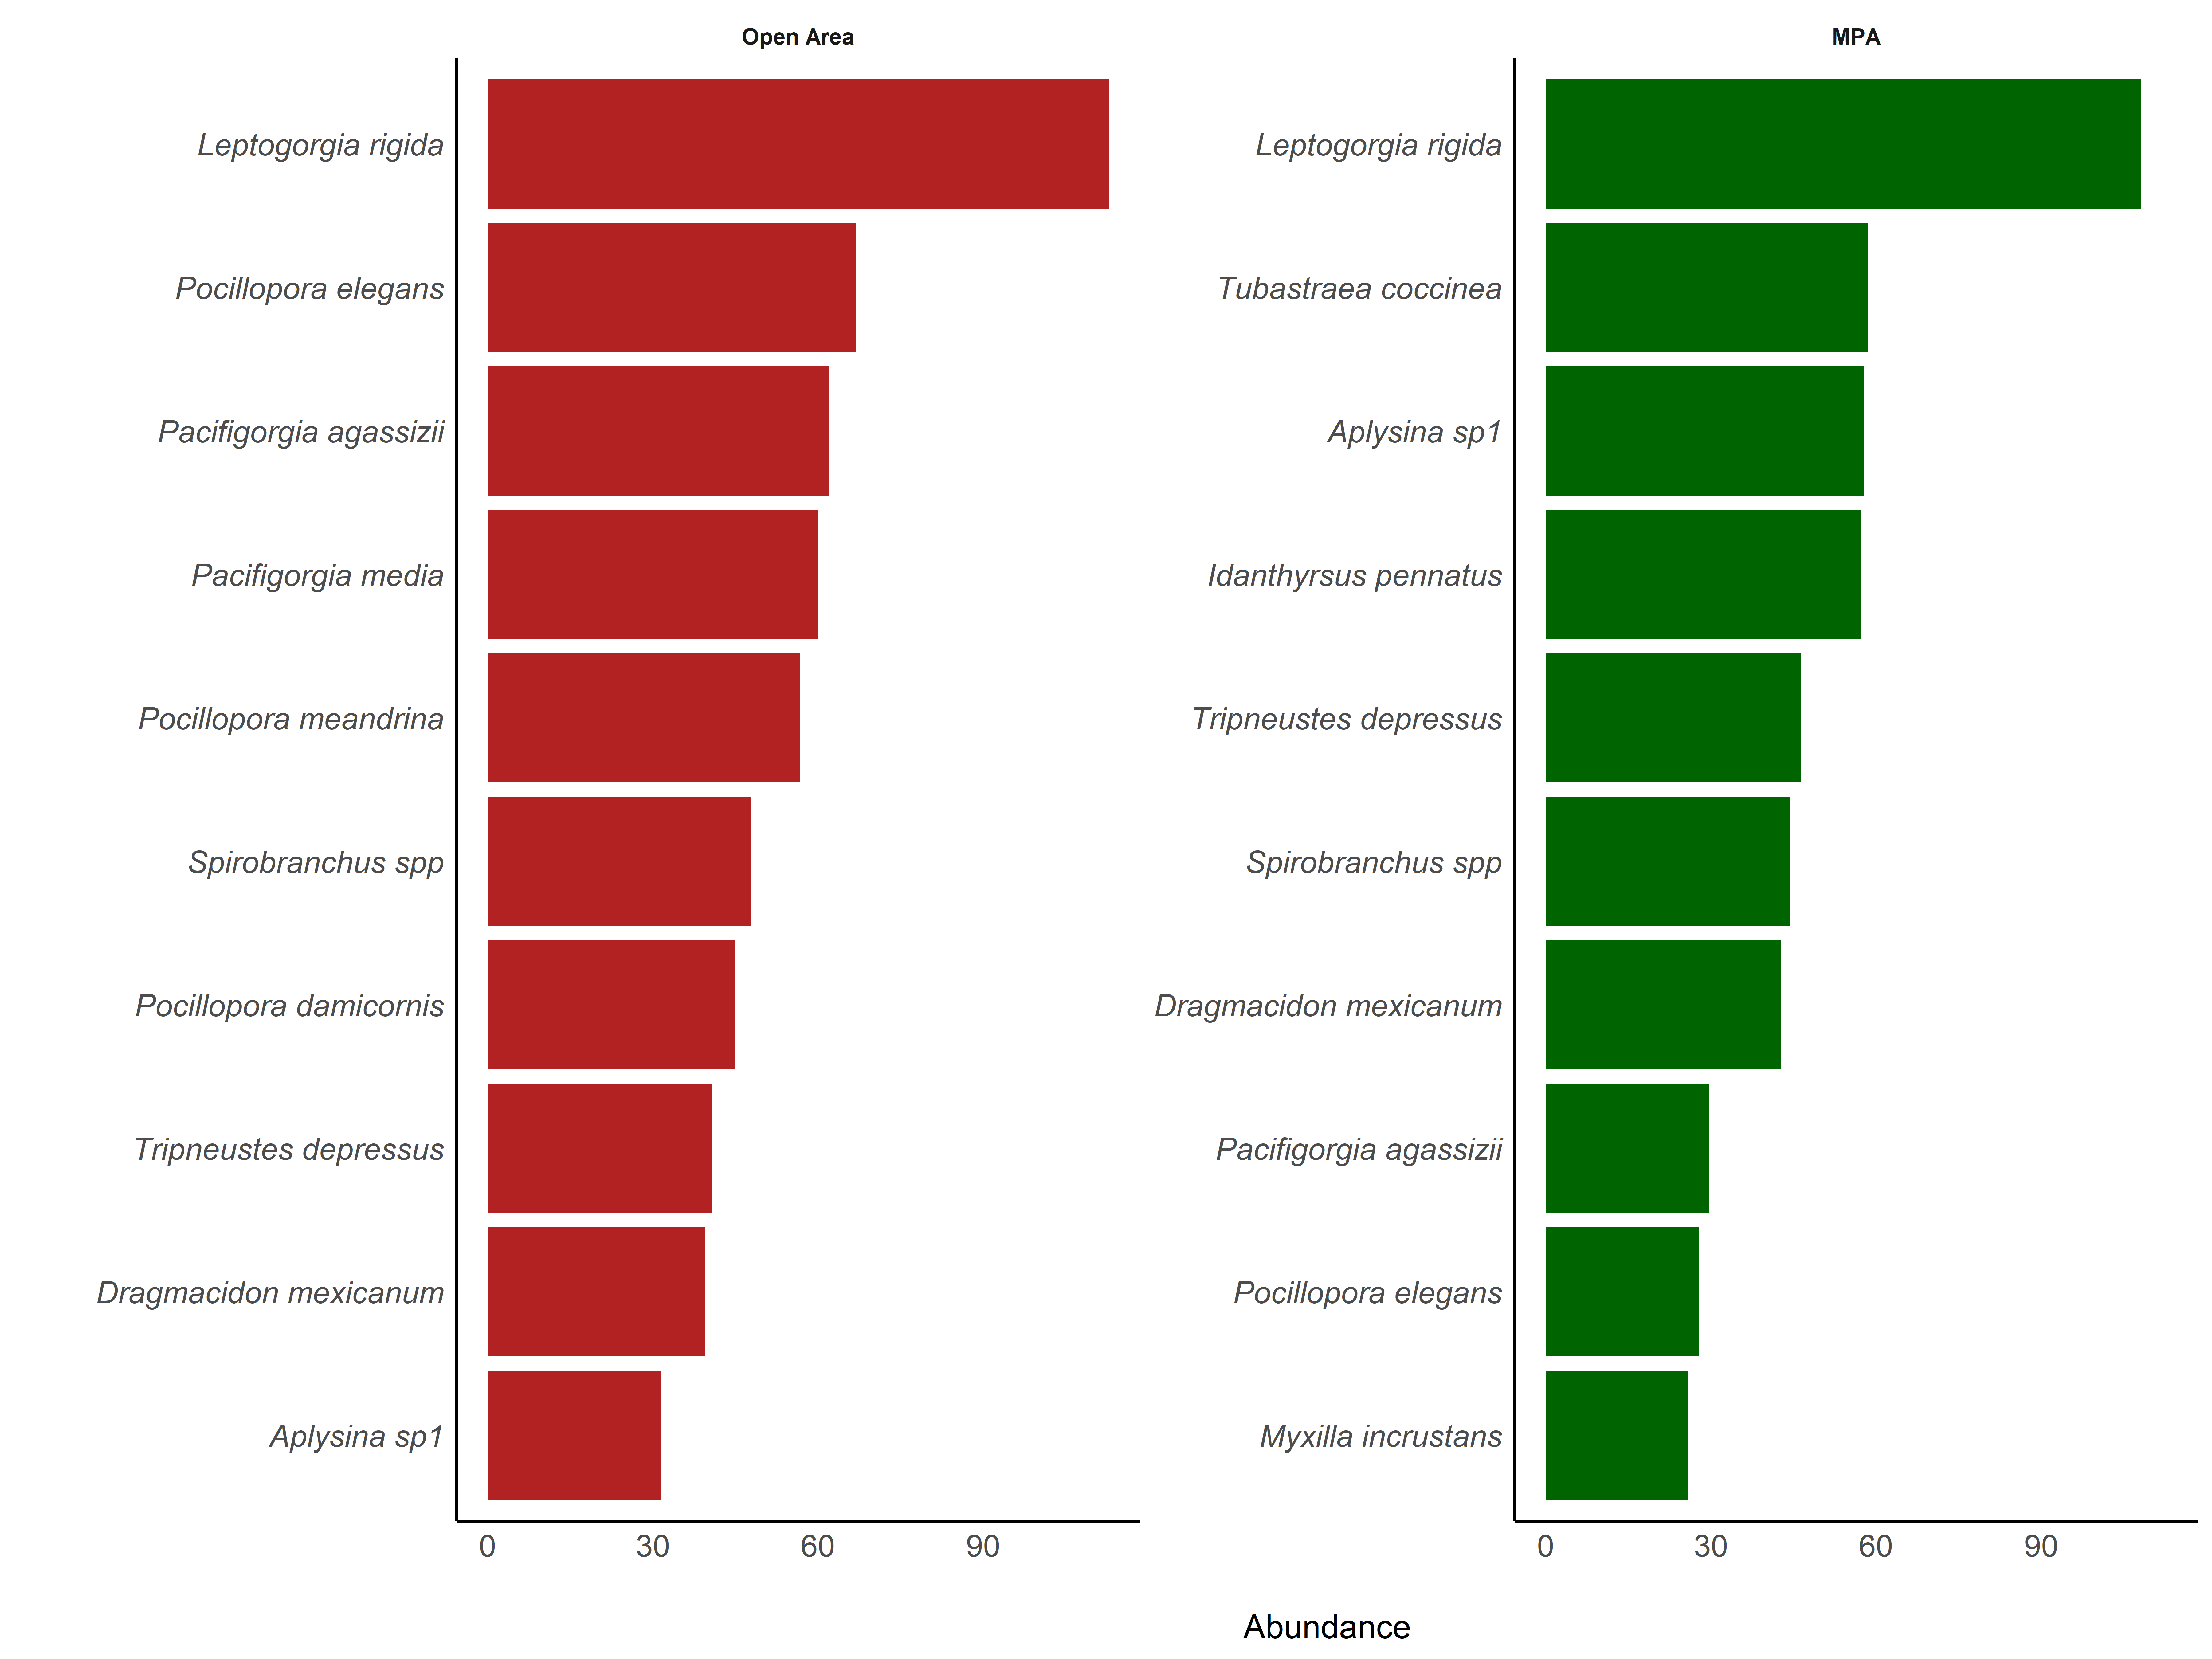 Open Area
Leptogorgia rigida
Pocillopora elegans
Pacifigorgia agassizii
Pacifigorgia media
Pocillopora meandrina
Spirobranchus spp
Pocillopora damicornis
Tripneustes depressus
Dragmacidon mexicanum
Aplysina sp1
0 30 60 90
MPA
Leptogorgia rigida
Tubastraea coccinea
Aplysina sp1
Idanthyrsus pennatus
Tripneustes depressus
Spirobranchus spp
Dragmacidon mexicanum
Pacifigorgia agassizii
Pocillopora elegans
Myxilla incrustans
0 30 60 90
Abundance